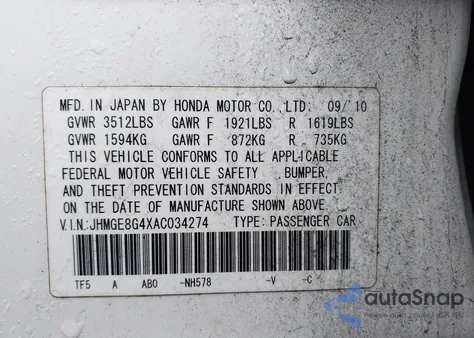 MFD. IN JAPAN BY HONDA MOTOR CO., LTD: 09/'10
GVWR 3512LBS GAWR F 1921LBS R 1619LBS
GVWR 1594KG GAWR F 872KG R 735KG
THIS VEHICLE CONFORMS TO ALL APPLICABLE
FEDERAL MOTOR VEHICLE SAFETY , BUMPER,
AND THEFT PREVENTION STANDARDS IN EFFECT
ON THE DATE OF MANUFACTURE SHOWN ABOVE.
V.I.N:JHMGE8G4XAC034274 TYPE:PASSENGER CAR
TF5 A AB0 -NH578 -V -C
autaSnap